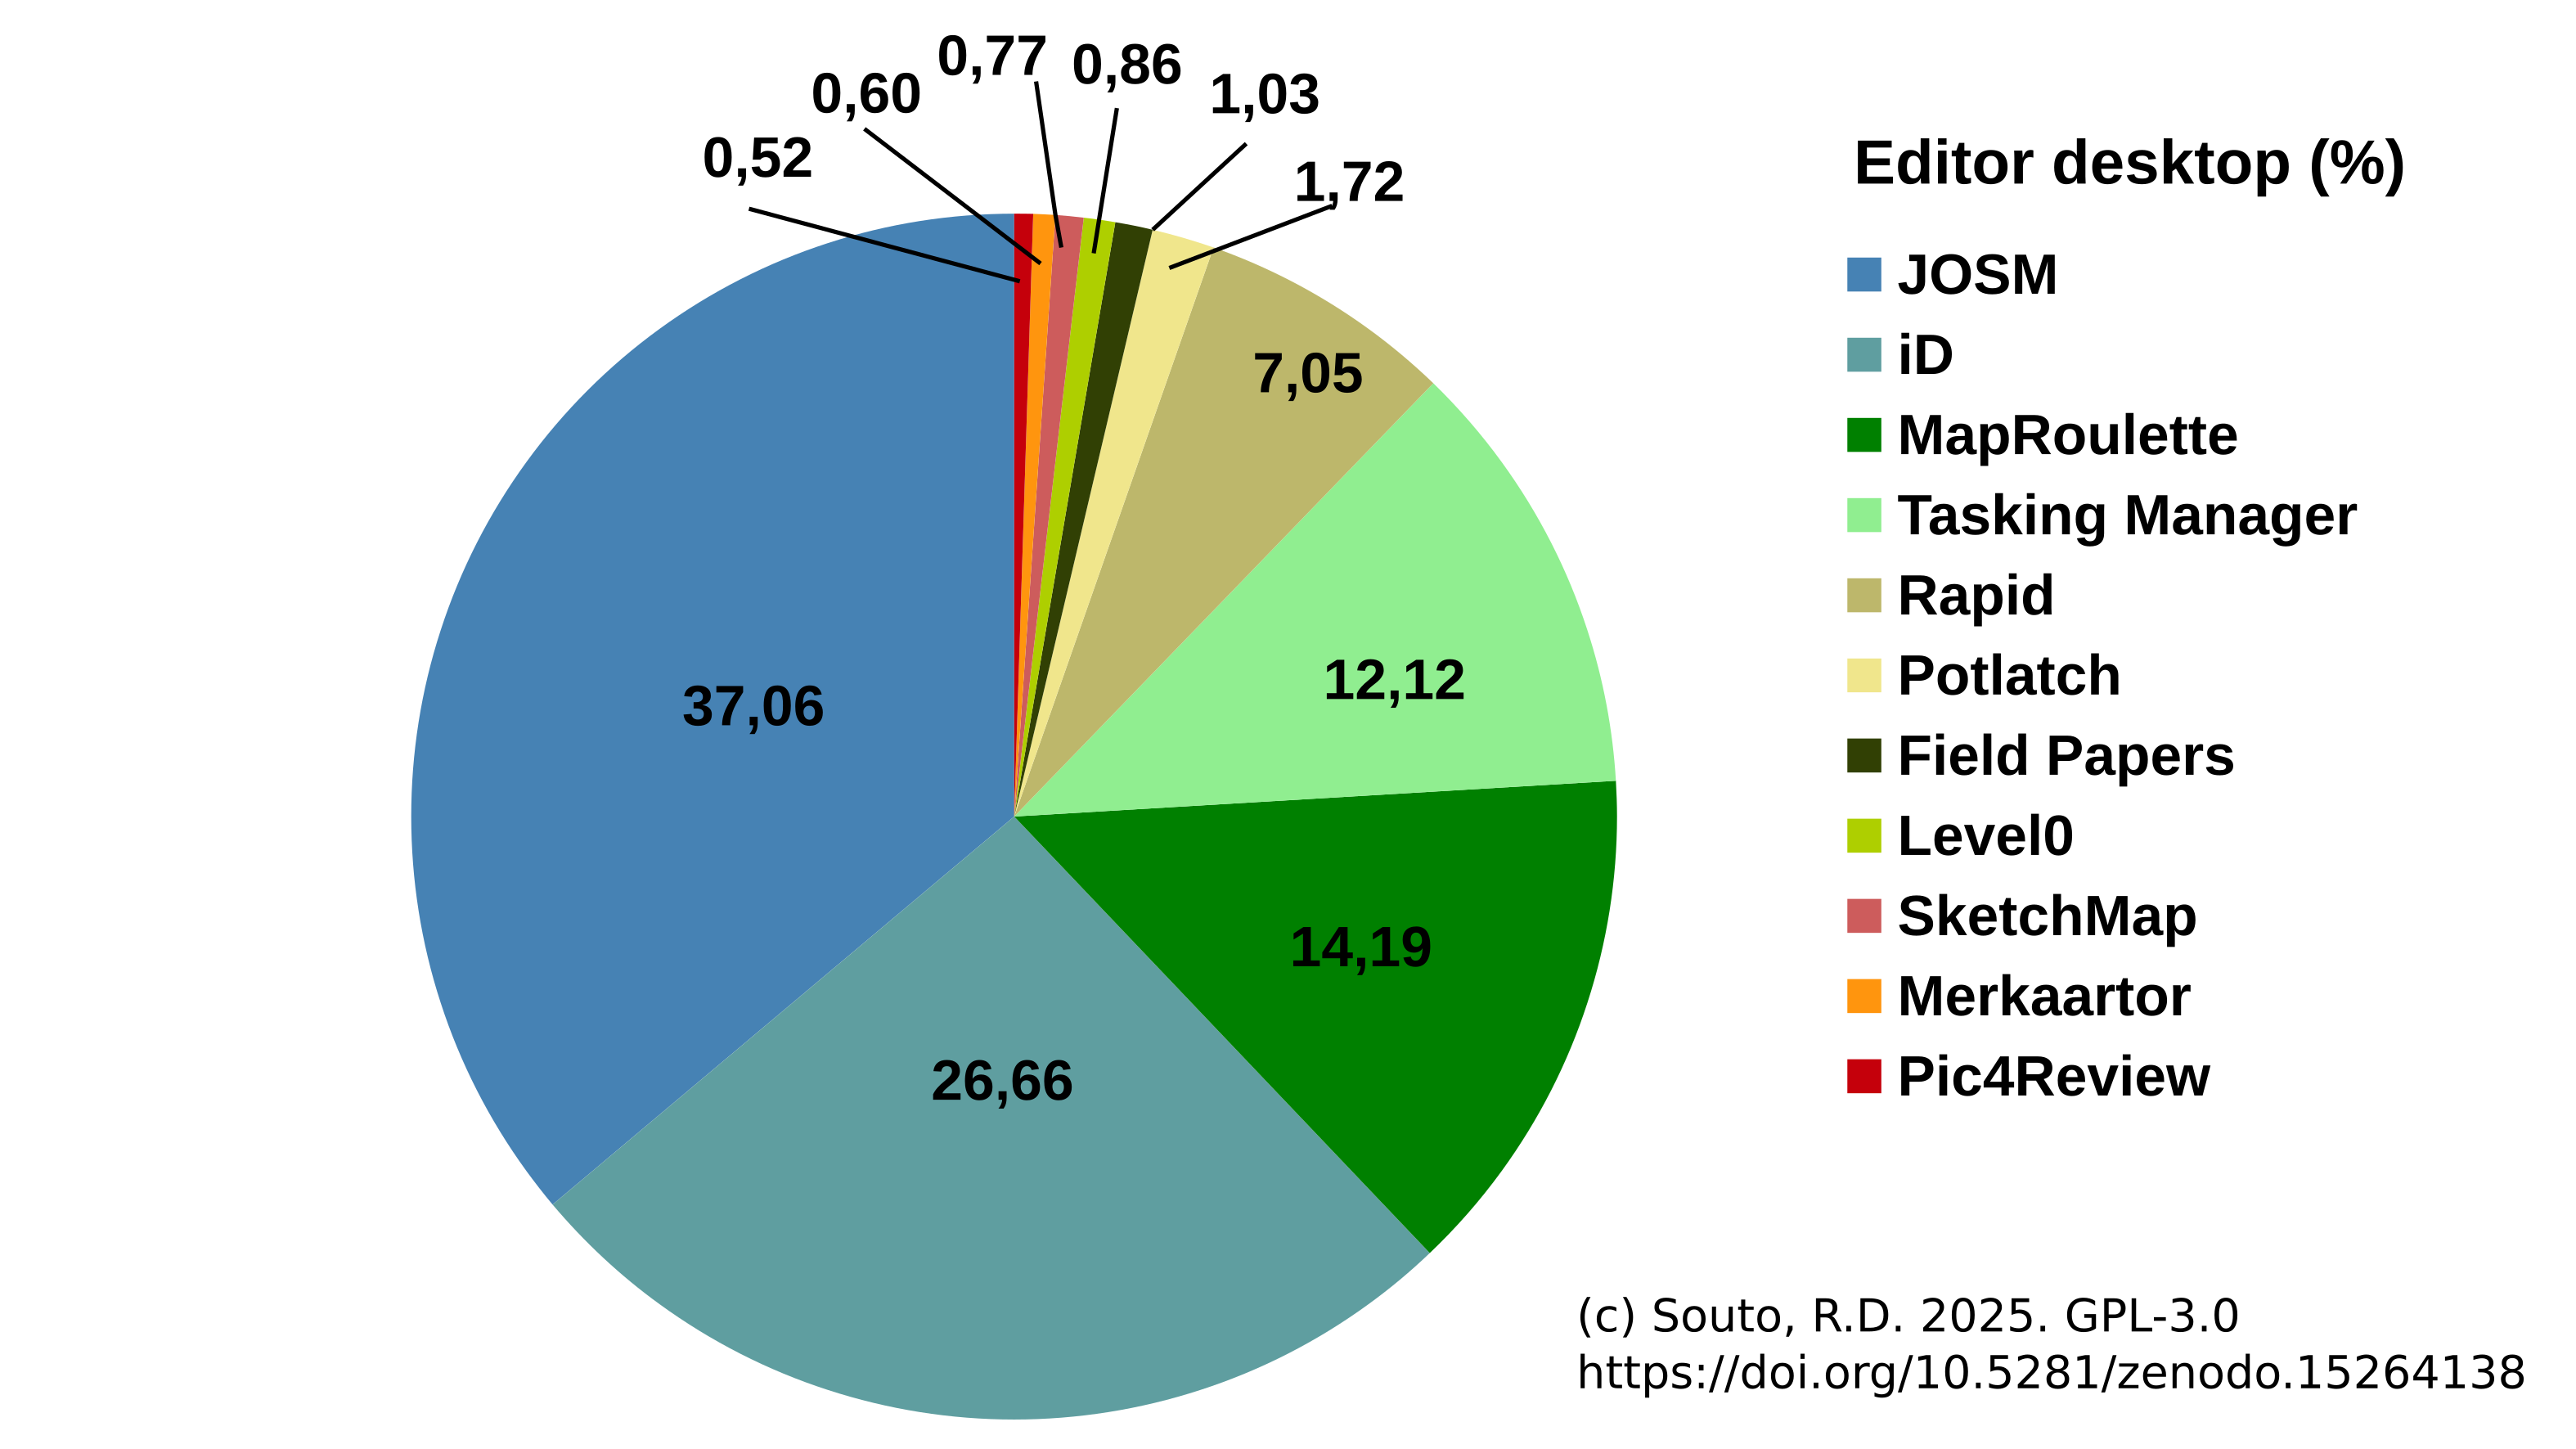 0,77
0,86
0,60
1,03
0,52
1,72
7,05
12,12
37,06
14,19
26,66
Editor desktop (%)
JOSM
iD
MapRoulette
Tasking Manager
Rapid
Potlatch
Field Papers
Level0
SketchMap
Merkaartor
Pic4Review
(c) Souto, R.D. 2025. GPL-3.0
https://doi.org/10.5281/zenodo.15264138